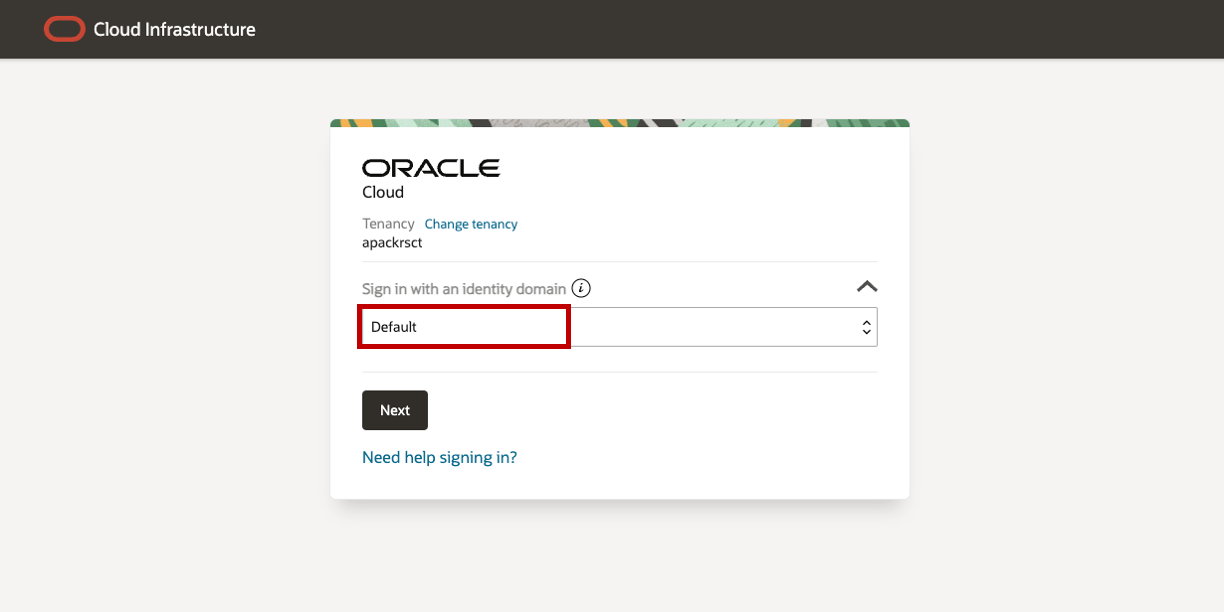 Cloud Infrastructure
ORACLE
Cloud
Tenancy Change tenancy
apackrsct
Sign in with an identity domain i
Default
Next
Need help signing in?